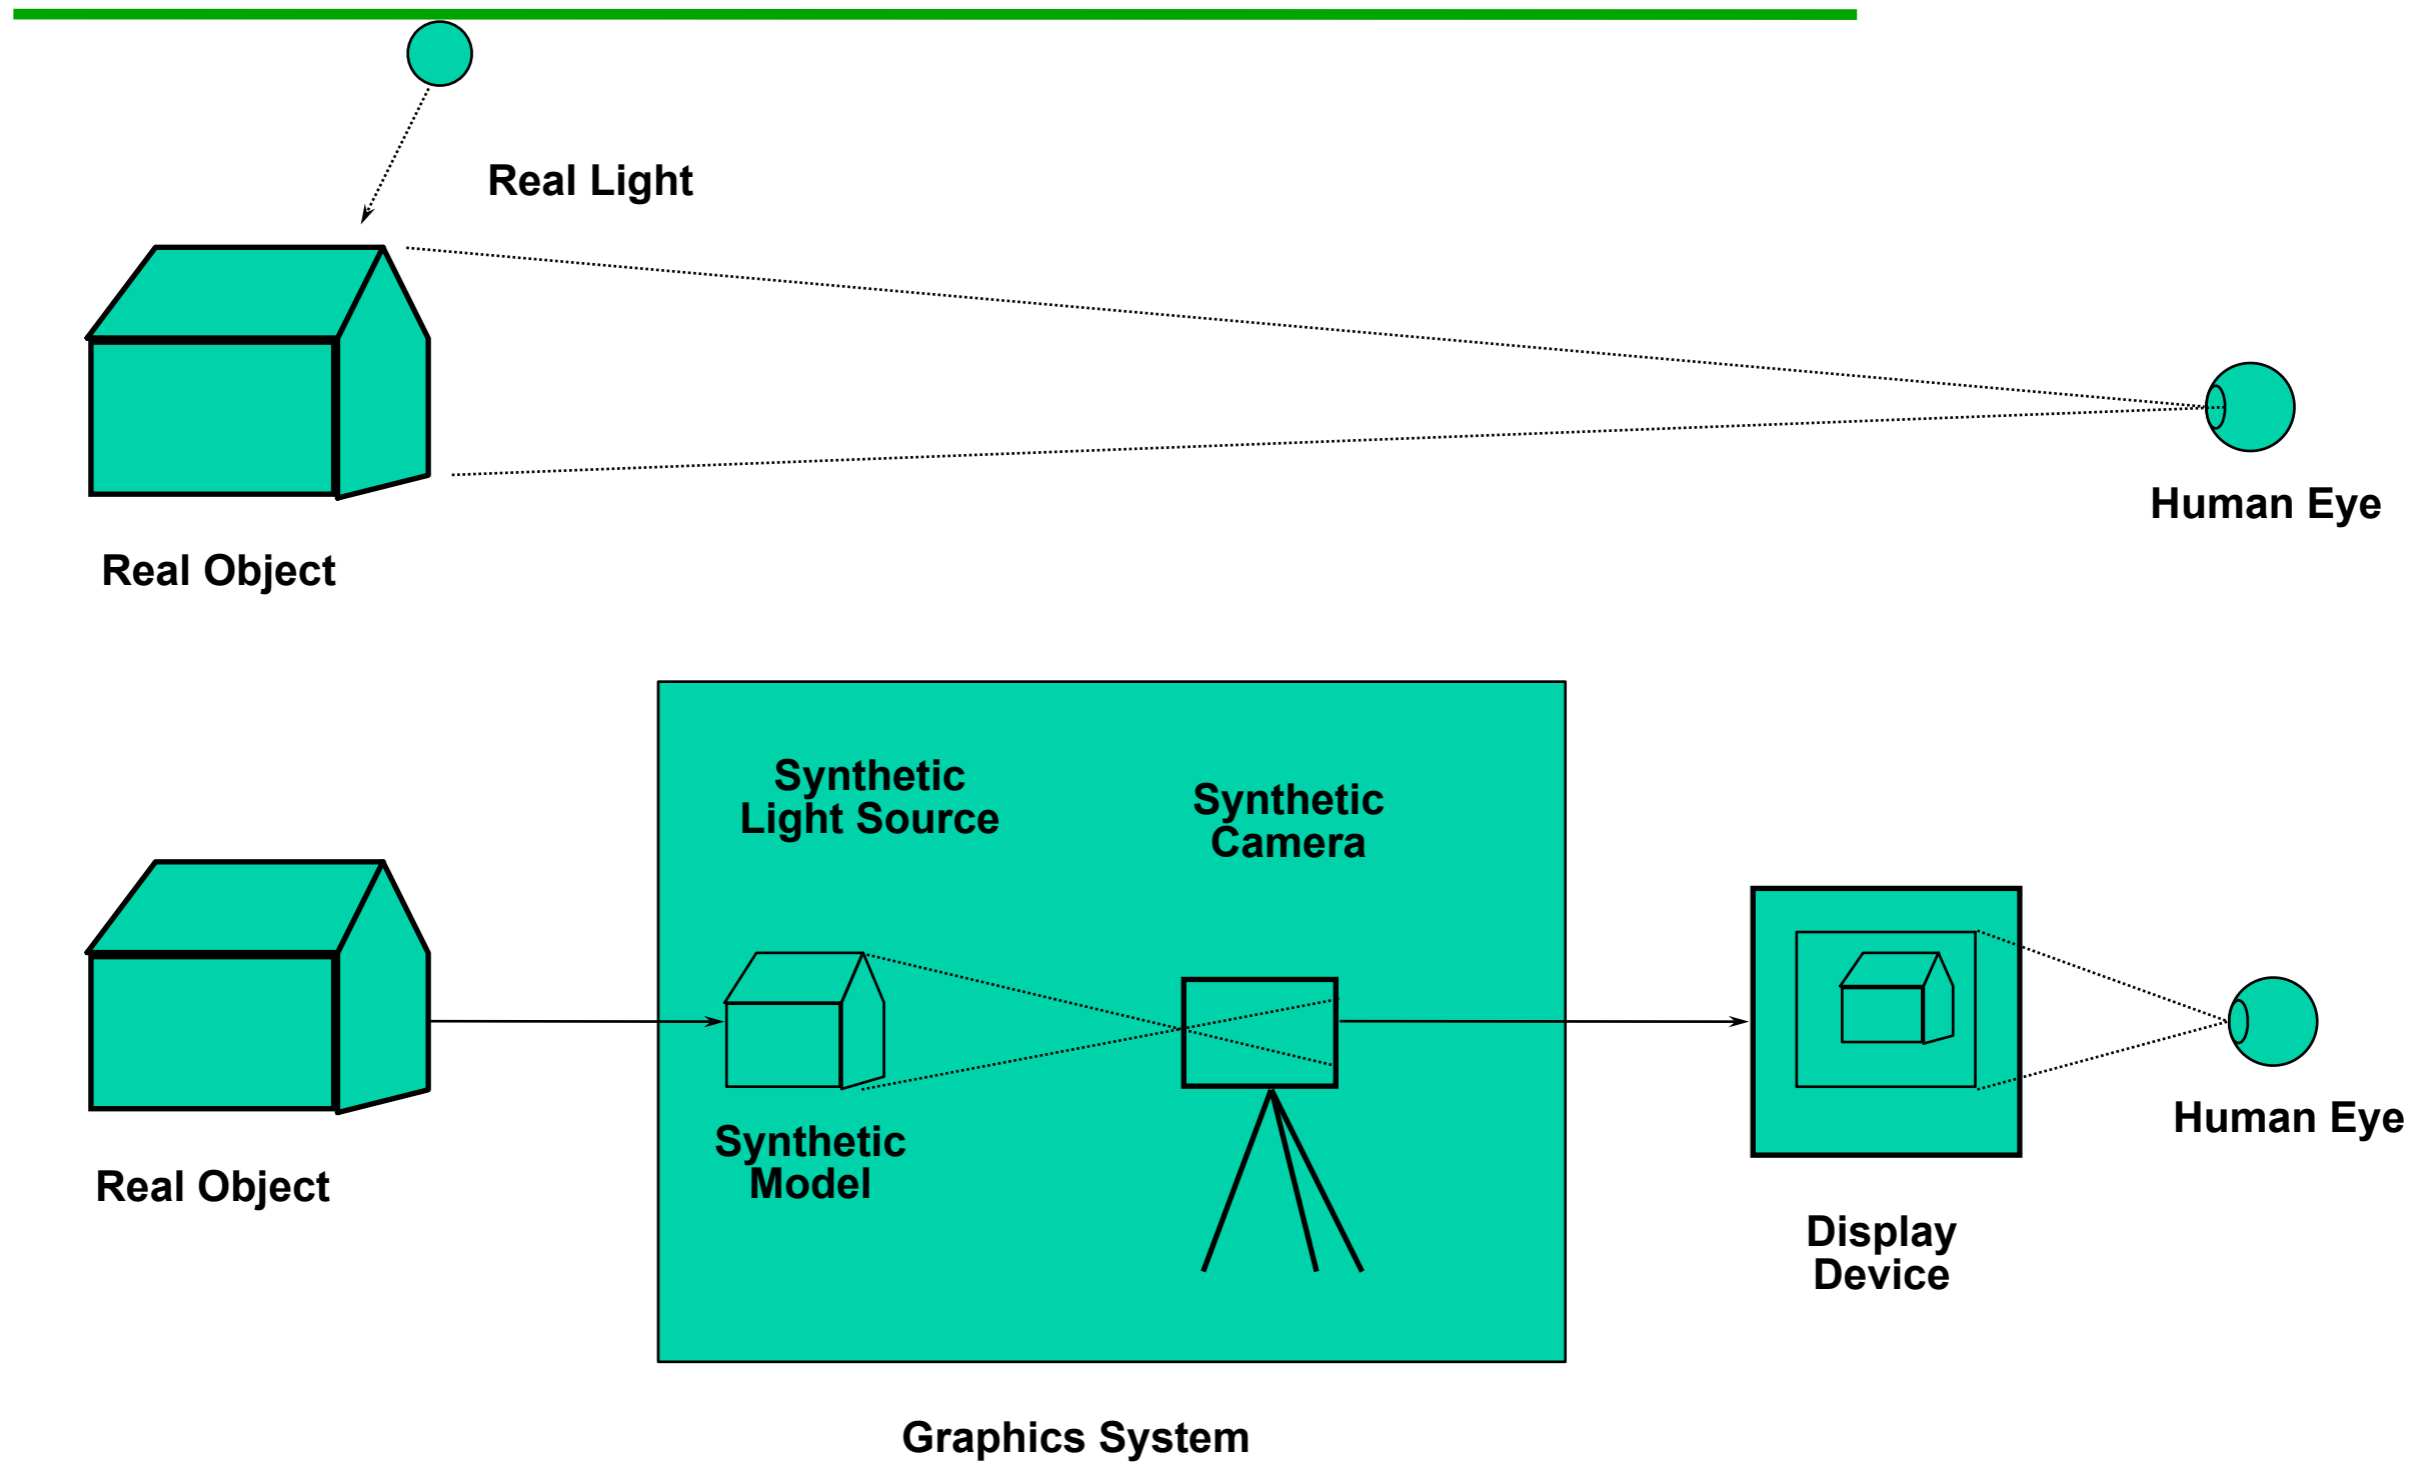 Real Light
Human Eye
Real Object
Synthetic
Light Source
Synthetic
Camera
Synthetic
Model
Real Object
Human Eye
Display
Device
Graphics System